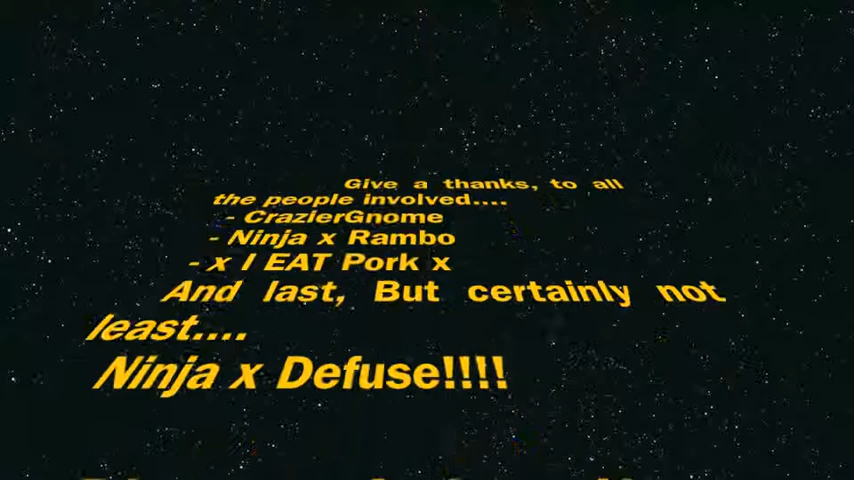 Give a thanks, to all
the people involved....
- CrazierGnome
- Ninja x Rambo
- x I EAT Pork x
And last, But certainly not
least....
Ninja x Defuse!!!!